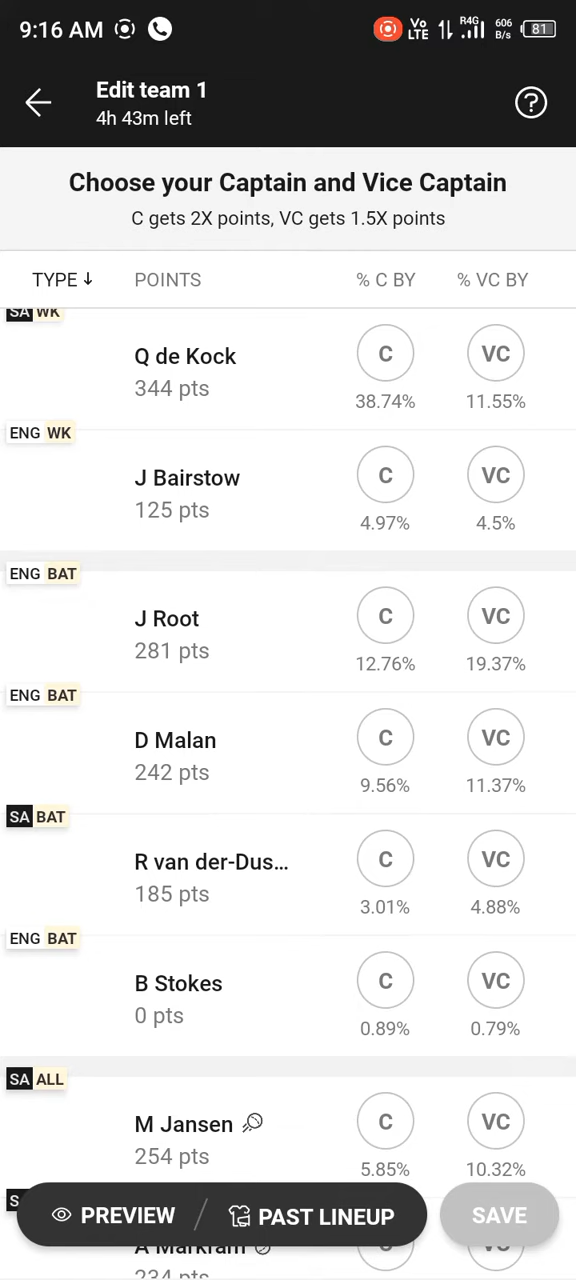 9:16 AM
Vo LTE R4G 606 B/s 81
Edit team 1
4h 43m left
?
Choose your Captain and Vice Captain
C gets 2X points, VC gets 1.5X points
TYPE ↓ POINTS % C BY % VC BY
SA WK
Q de Kock C VC
344 pts 38.74% 11.55%
ENG WK
J Bairstow C VC
125 pts 4.97% 4.5%
ENG BAT
J Root C VC
281 pts 12.76% 19.37%
ENG BAT
D Malan C VC
242 pts 9.56% 11.37%
SA BAT
R van der-Dus... C VC
185 pts 3.01% 4.88%
ENG BAT
B Stokes C VC
0 pts 0.89% 0.79%
SA ALL
M Jansen C VC
254 pts 5.85% 10.32%
PREVIEW / PAST LINEUP SAVE
A Markram C VC
234 pts